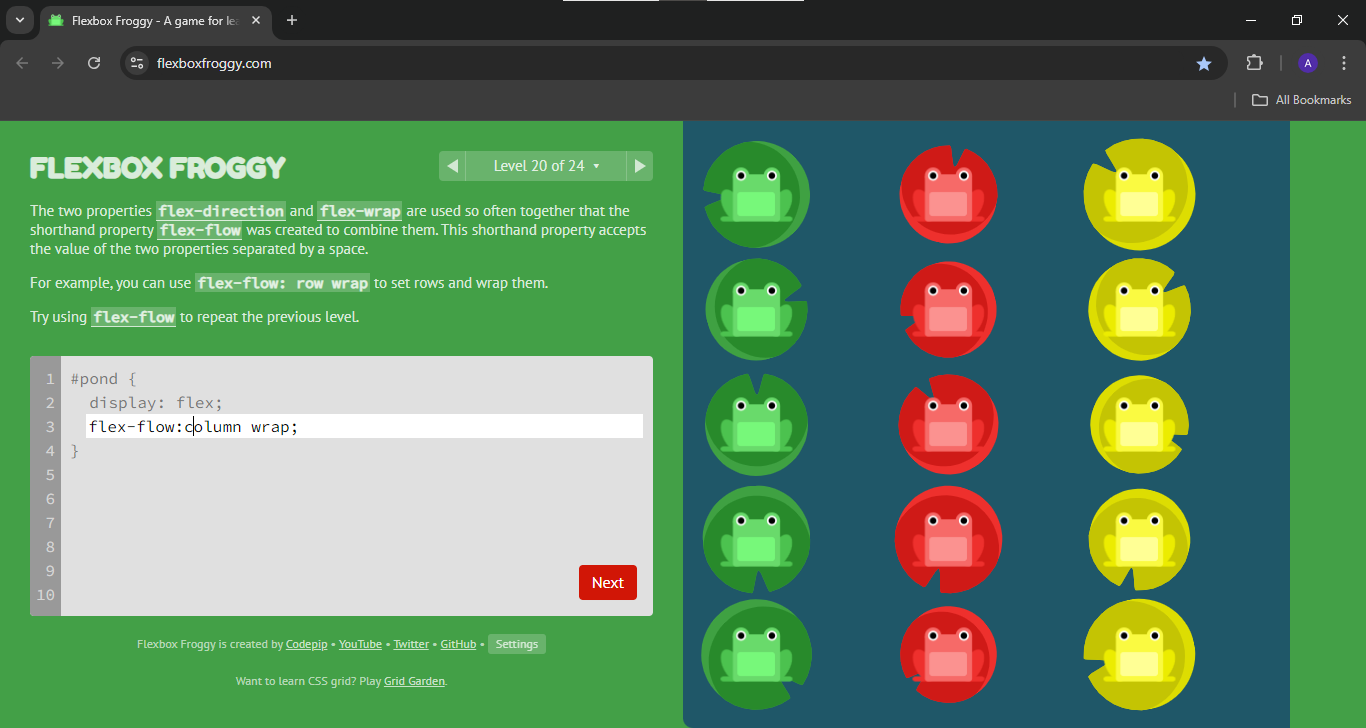 Flexbox Froggy - A game for le
flexboxfroggy.com
A
All Bookmarks
FLEXBOX FROGGY
Level 20 of 24
The two properties flex-direction and flex-wrap are used so often together that the
shorthand property flex-flow was created to combine them. This shorthand property accepts
the value of the two properties separated by a space.
For example, you can use flex-flow: row wrap to set rows and wrap them.
Try using flex-flow to repeat the previous level.
1 #pond {
2 display: flex;
3 flex-flow:column wrap;
4 }
5
6
7
8
9
10
Next
Flexbox Froggy is created by Codepip • YouTube • Twitter • GitHub • Settings
Want to learn CSS grid? Play Grid Garden.